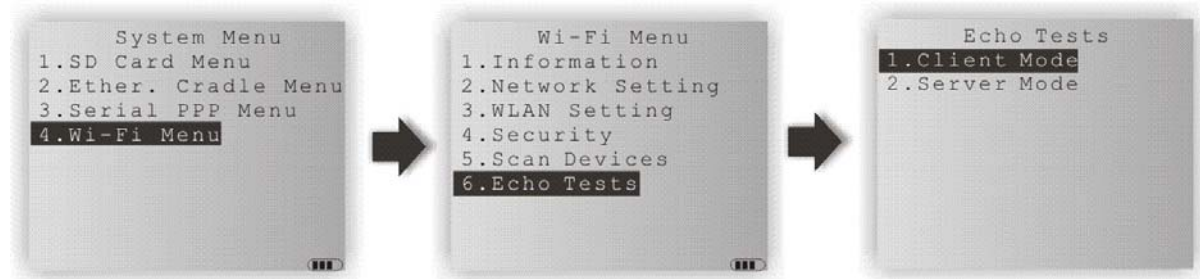 System Menu
1.SD Card Menu
2.Ether. Cradle Menu
3.Serial PPP Menu
4.Wi-Fi Menu
Wi-Fi Menu
1.Information
2.Network Setting
3.WLAN Setting
4.Security
5.Scan Devices
6.Echo Tests
Echo Tests
1.Client Mode
2.Server Mode